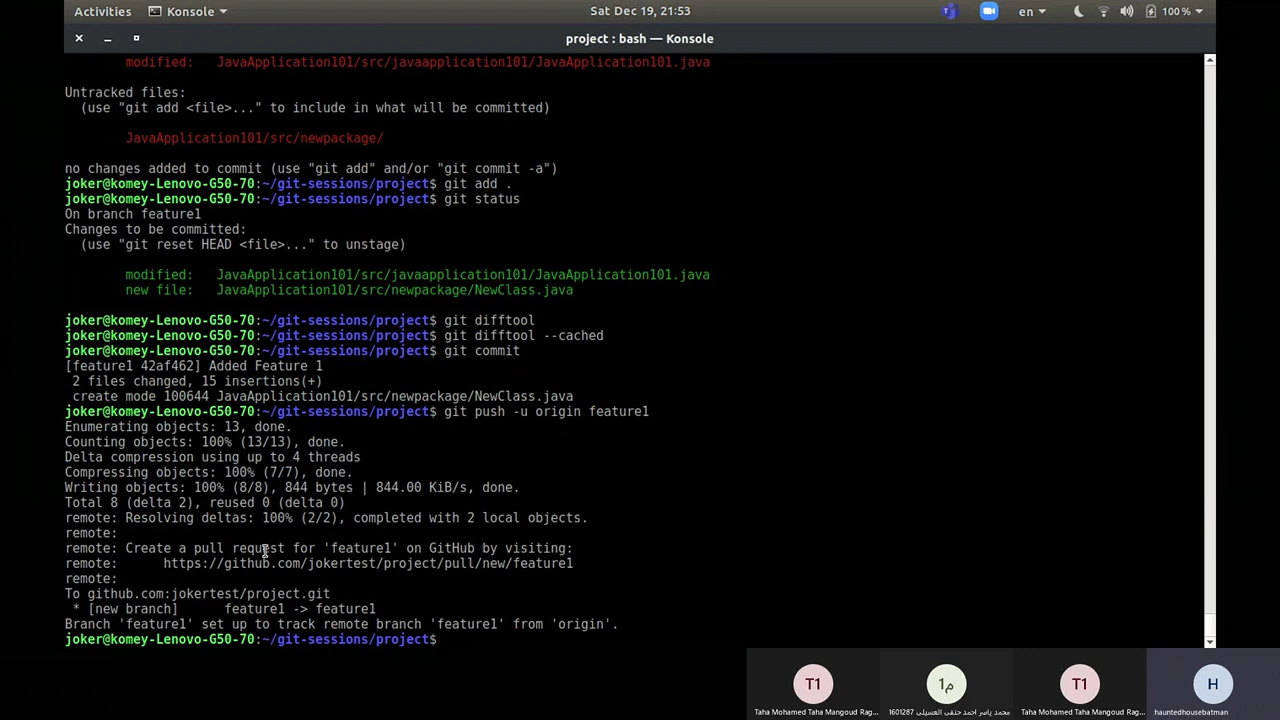 Activities Konsole Sat Dec 19, 21:53 en 100%
project : bash — Konsole
modified: JavaApplication101/src/javaapplication101/JavaApplication101.java
Untracked files:
(use "git add <file>..." to include in what will be committed)
JavaApplication101/src/newpackage/
no changes added to commit (use "git add" and/or "git commit -a")
joker@komey-Lenovo-G50-70:~/git-sessions/project$ git add .
joker@komey-Lenovo-G50-70:~/git-sessions/project$ git status
On branch feature1
Changes to be committed:
(use "git reset HEAD <file>..." to unstage)
modified: JavaApplication101/src/javaapplication101/JavaApplication101.java
new file: JavaApplication101/src/newpackage/NewClass.java
joker@komey-Lenovo-G50-70:~/git-sessions/project$ git difftool
joker@komey-Lenovo-G50-70:~/git-sessions/project$ git difftool --cached
joker@komey-Lenovo-G50-70:~/git-sessions/project$ git commit
[feature1 42af462] Added Feature 1
2 files changed, 15 insertions(+)
create mode 100644 JavaApplication101/src/newpackage/NewClass.java
joker@komey-Lenovo-G50-70:~/git-sessions/project$ git push -u origin feature1
Enumerating objects: 13, done.
Counting objects: 100% (13/13), done.
Delta compression using up to 4 threads
Compressing objects: 100% (7/7), done.
Writing objects: 100% (8/8), 844 bytes | 844.00 KiB/s, done.
Total 8 (delta 2), reused 0 (delta 0)
remote: Resolving deltas: 100% (2/2), completed with 2 local objects.
remote:
remote: Create a pull request for 'feature1' on GitHub by visiting:
remote: https://github.com/jokertest/project/pull/new/feature1
remote:
To github.com:jokertest/project.git
* [new branch] feature1 -> feature1
Branch 'feature1' set up to track remote branch 'feature1' from 'origin'.
joker@komey-Lenovo-G50-70:~/git-sessions/project$
T1 م1 T1 H
Taha Mohamed Taha Mangoud Rag... محمد ياسر احمد حنفى العسيلى 1601287 Taha Mohamed Taha Mangoud Rag... hauntedhousebatman